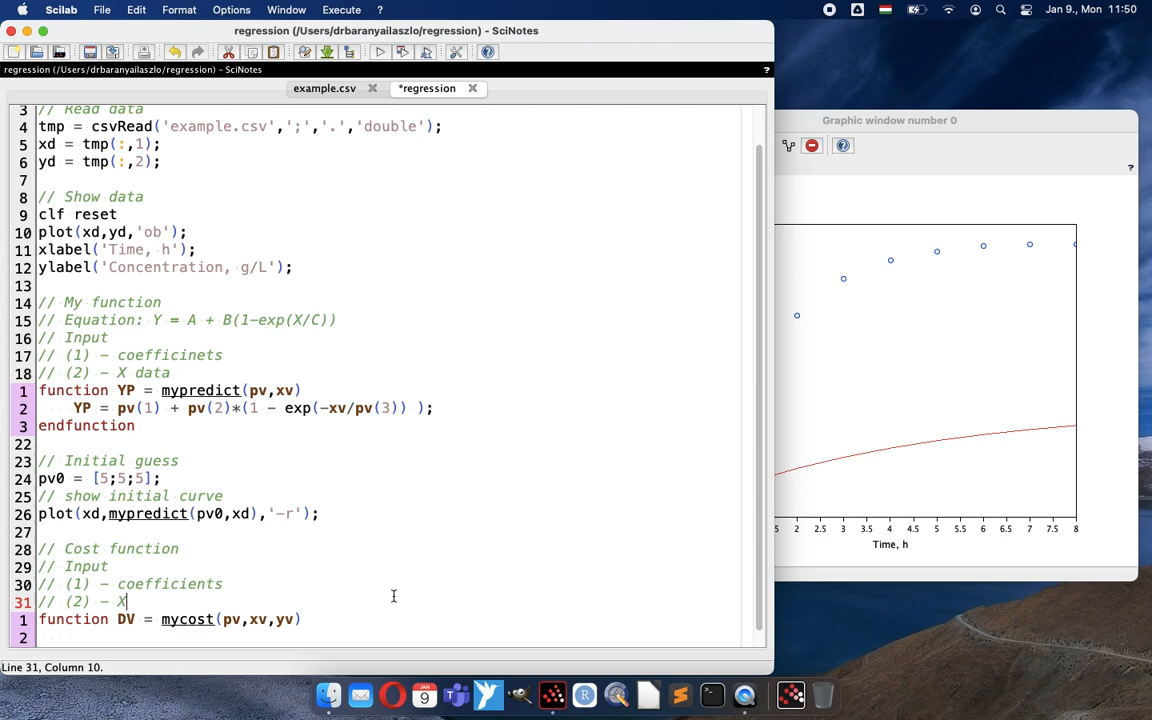 Scilab File Edit Format Options Window Execute ? Jan 9., Mon 11:50
regression (/Users/drbaranyailaszlo/regression) - SciNotes
regression (/Users/drbaranyailaszlo/regression) - SciNotes ?
example.csv *regression
3 // Read data
4 tmp = csvRead('example.csv',';','.','double');
5 xd = tmp(:,1);
6 yd = tmp(:,2);
7
8 // Show data
9 clf reset
10 plot(xd,yd,'ob');
11 xlabel('Time, h');
12 ylabel('Concentration, g/L');
13
14 // My function
15 // Equation: Y = A + B(1-exp(X/C))
16 // Input
17 // (1) - coefficinets
18 // (2) - X data
1 function YP = mypredict(pv,xv)
2 YP = pv(1) + pv(2)*(1 - exp(-xv/pv(3)) );
3 endfunction
22
23 // Initial guess
24 pv0 = [5;5;5];
25 // show initial curve
26 plot(xd,mypredict(pv0,xd),'-r');
27
28 // Cost function
29 // Input
30 // (1) - coefficients
31 // (2) - X
1 function DV = mycost(pv,xv,yv)
2
Line 31, Column 10.
Graphic window number 0
?
5 2 2.5 3 3.5 4 4.5 5 5.5 6 6.5 7 7.5 8
Time, h
JAN
9